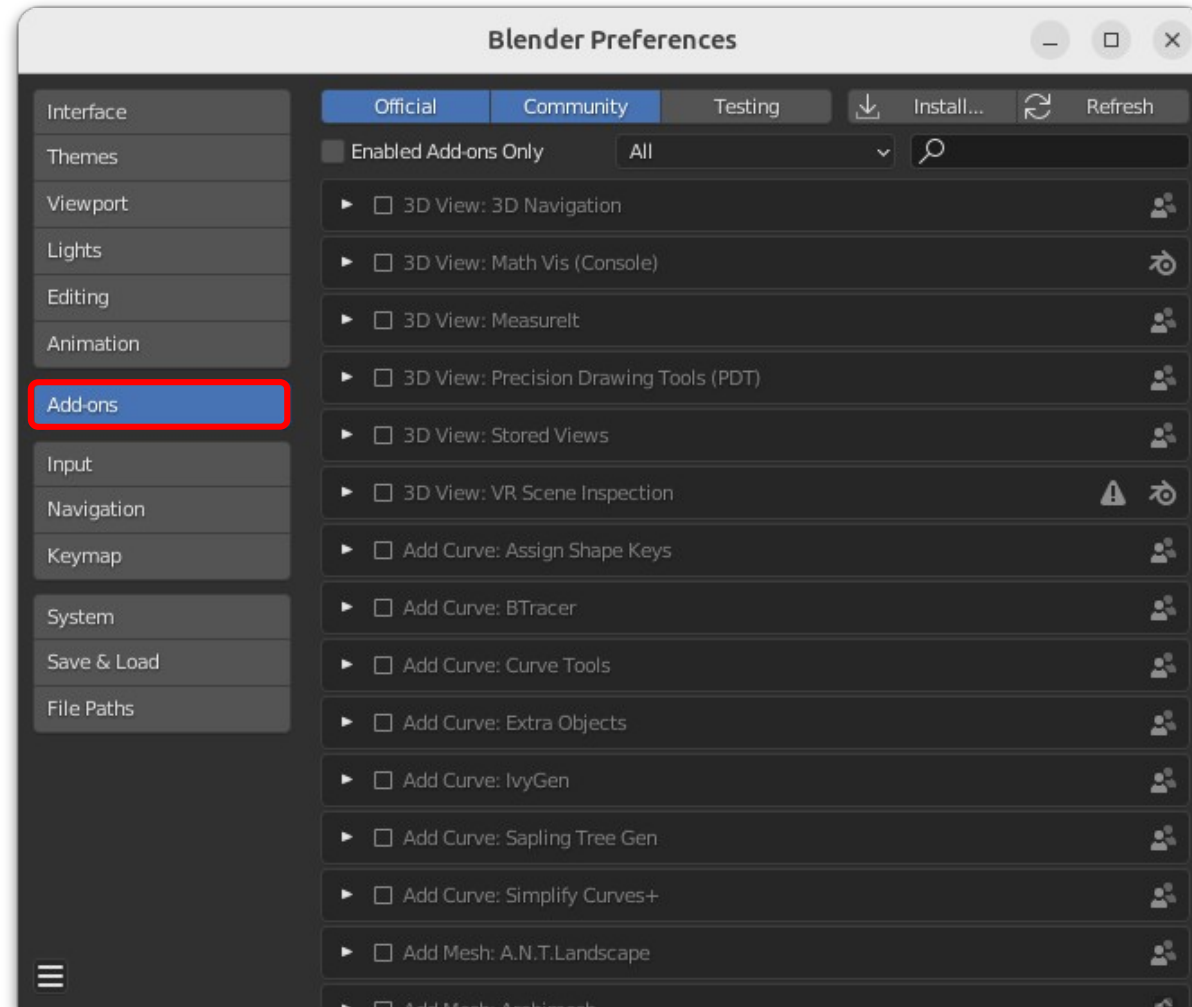 Blender Preferences
Interface
Themes
Viewport
Lights
Editing
Animation
Add-ons
Input
Navigation
Keymap
System
Save & Load
File Paths
Official Community Testing Install... Refresh
Enabled Add-ons Only All
3D View: 3D Navigation
3D View: Math Vis (Console)
3D View: MeasureIt
3D View: Precision Drawing Tools (PDT)
3D View: Stored Views
3D View: VR Scene Inspection
Add Curve: Assign Shape Keys
Add Curve: BTracer
Add Curve: Curve Tools
Add Curve: Extra Objects
Add Curve: IvyGen
Add Curve: Sapling Tree Gen
Add Curve: Simplify Curves+
Add Mesh: A.N.T.Landscape
Add Mesh: